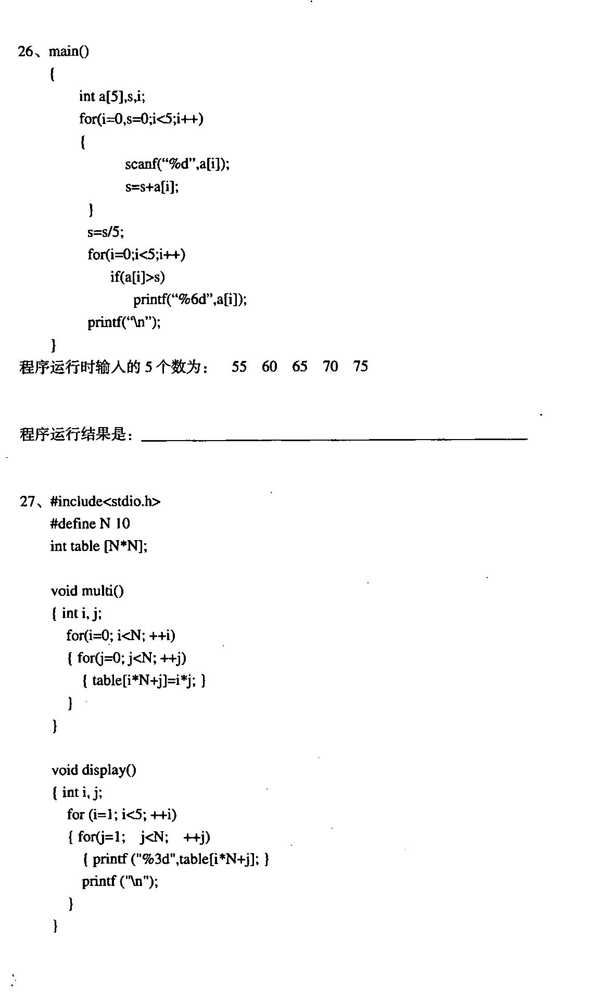 26、main()
{
int a[5],s,i;
for(i=0,s=0;i<5;i++)
{
scanf(“%d”,a[i]);
s=s+a[i];
}
s=s/5;
for(i=0;i<5;i++)
if(a[i]>s)
printf(“%6d”,a[i]);
printf(“\n”);
}
程序运行时输人的 5 个数为： 55 60 65 70 75
程序运行结果是：
27、#include<stdio.h>
#define N 10
int table [N*N];
void multi()
{ int i, j;
for(i=0; i<N; ++i)
{ for(j=0; j<N; ++j)
{ table[i*N+j]=i*j; }
}
}
void display()
{ int i, j;
for (i=1; i<5; ++i)
{ for(j=1; j<N; ++j)
{ printf ("%3d",table[i*N+j]; }
printf ("\n");
}
}